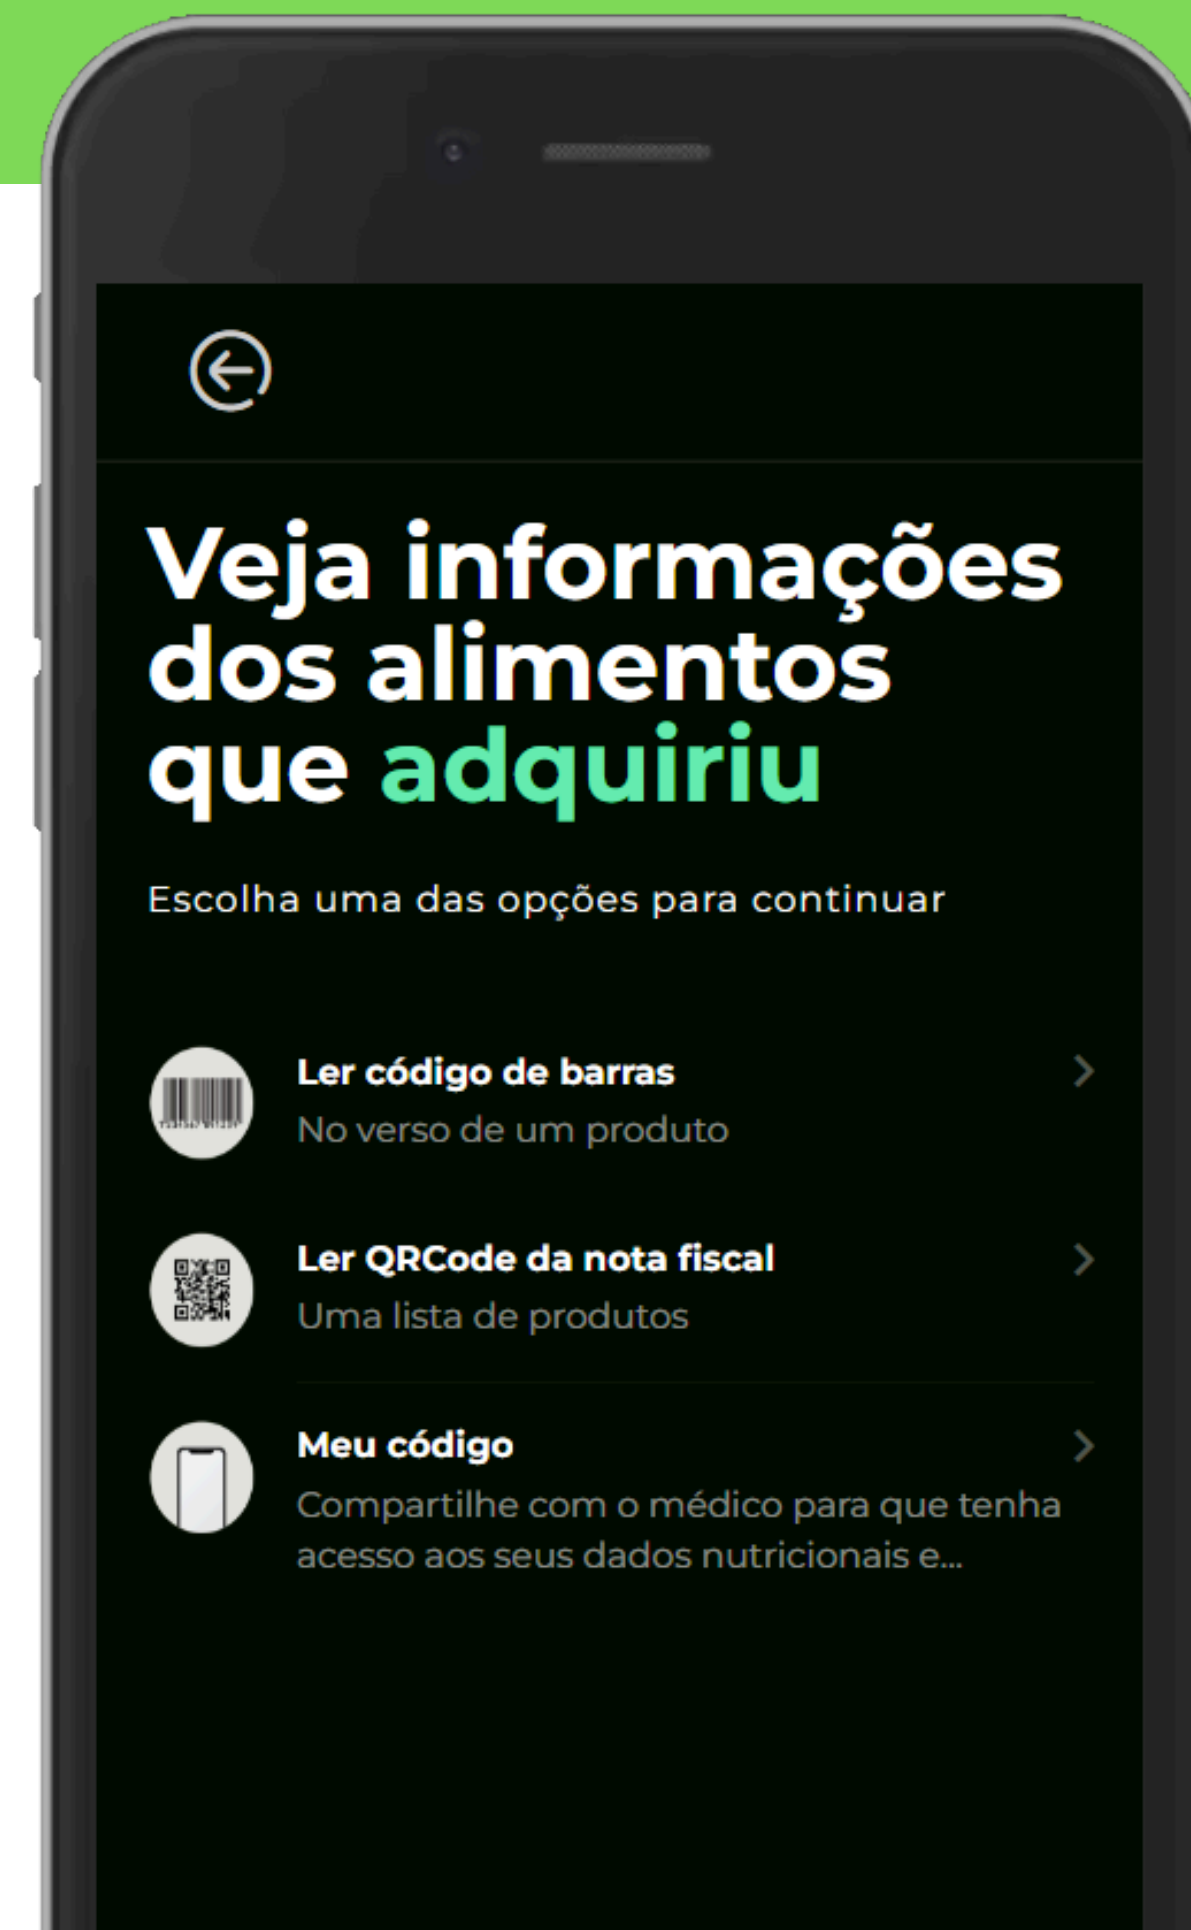 Veja informações
dos alimentos
que adquiriu
Escolha uma das opções para continuar
Ler código de barras
No verso de um produto
Ler QRCode da nota fiscal
Uma lista de produtos
Meu código
Compartilhe com o médico para que tenha
acesso aos seus dados nutricionais e...